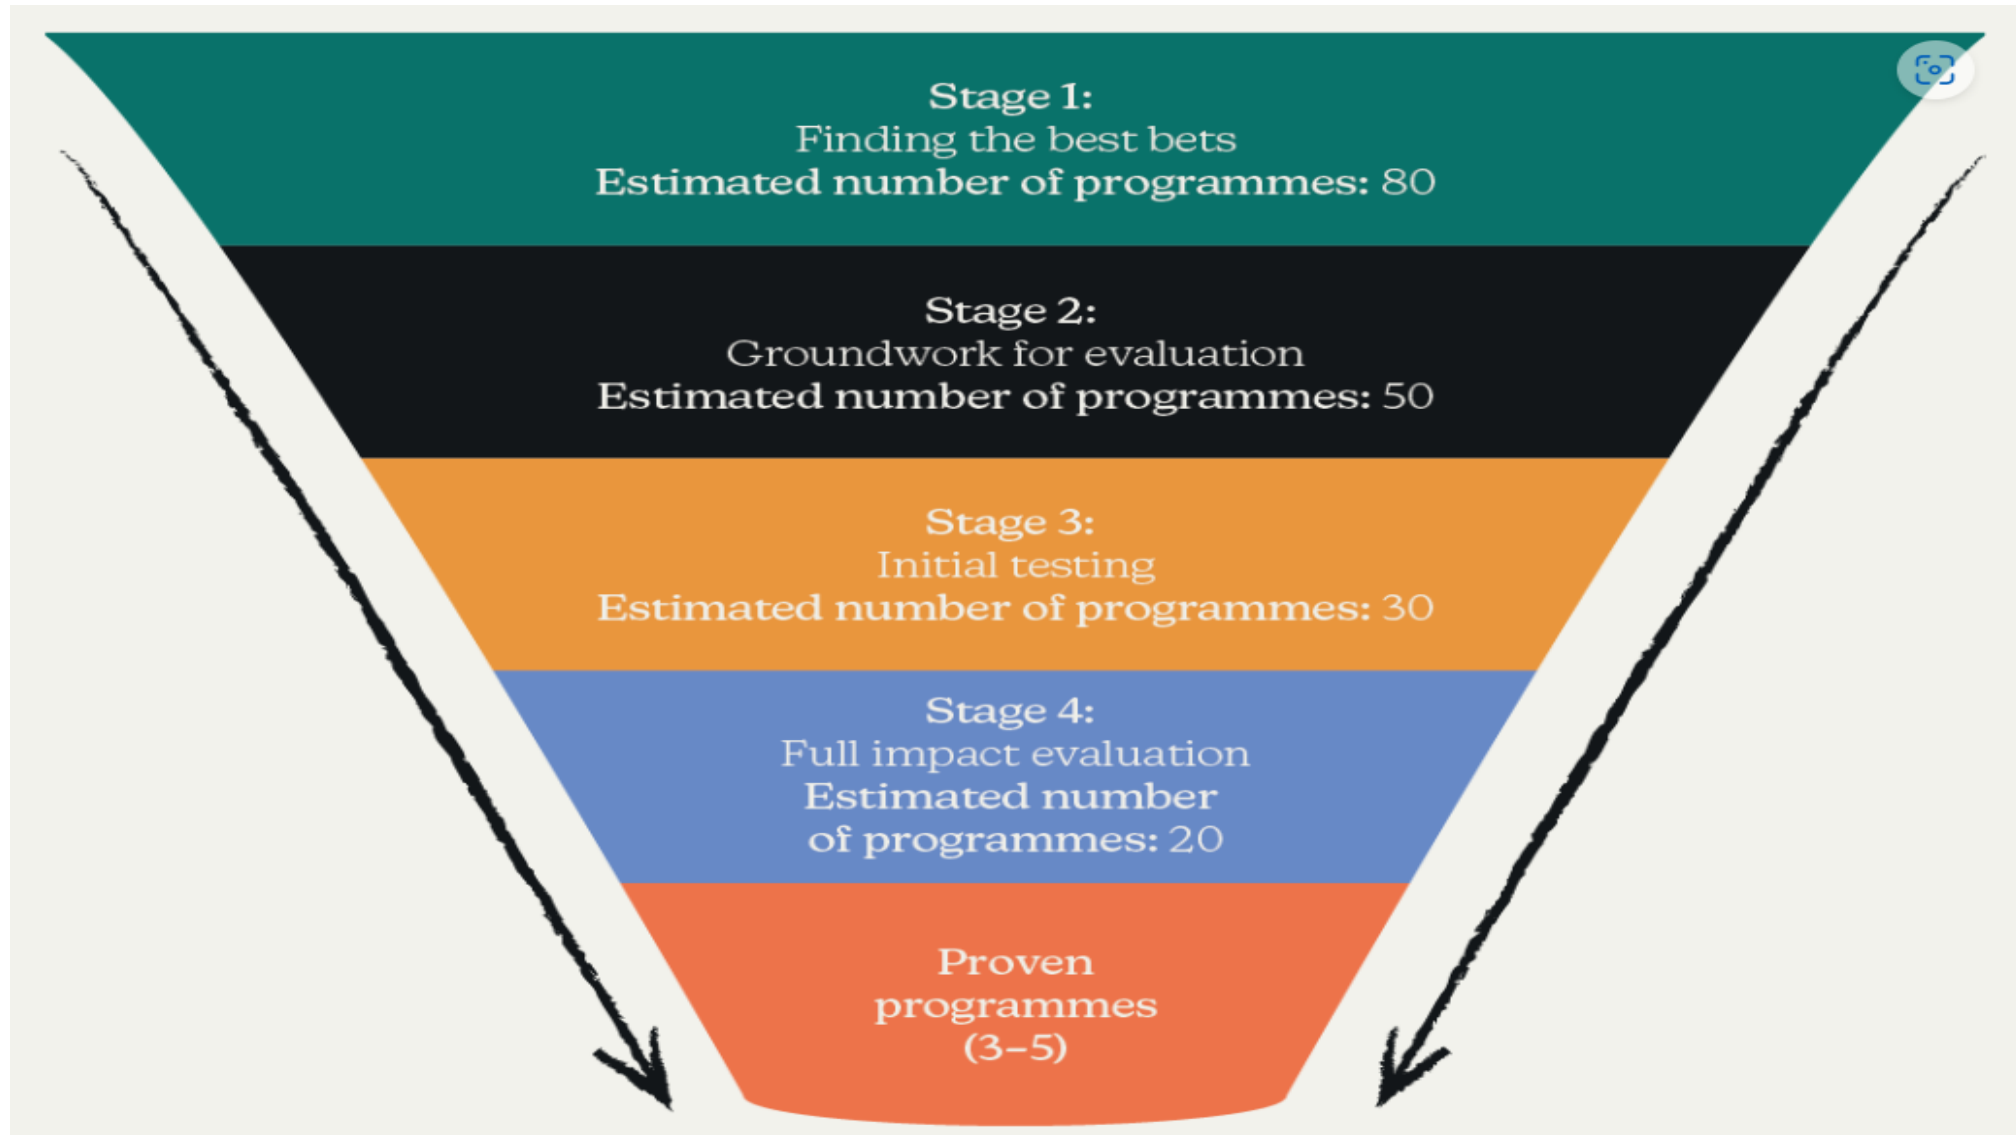 Stage 1:
Finding the best bets
Estimated number of programmes: 80
Stage 2:
Groundwork for evaluation
Estimated number of programmes: 50
Stage 3:
Initial testing
Estimated number of programmes: 30
Stage 4:
Full impact evaluation
Estimated number
of programmes: 20
Proven
programmes
(3–5)